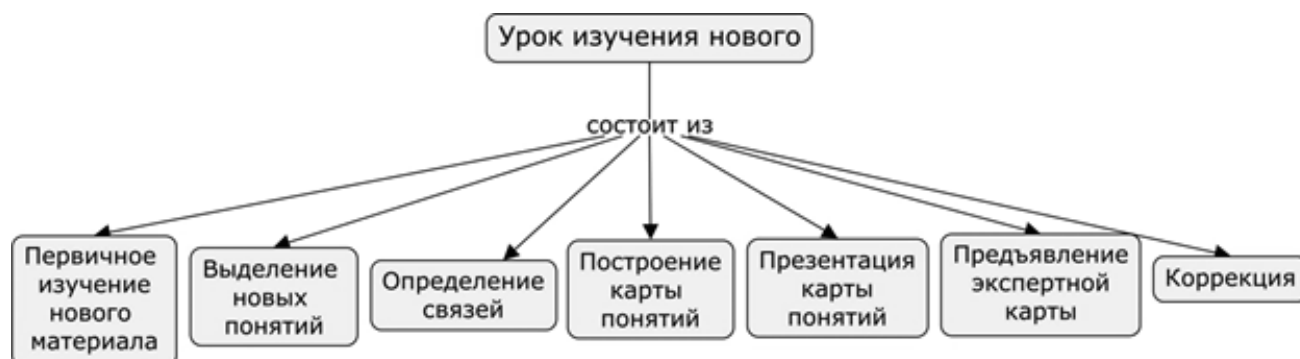 Урок изучения нового
состоит из
Первичное
изучение
нового
материала
Выделение
новых
понятий
Определение
связей
Построение
карты
понятий
Презентация
карты
понятий
Предъявление
экспертной
карты
Коррекция